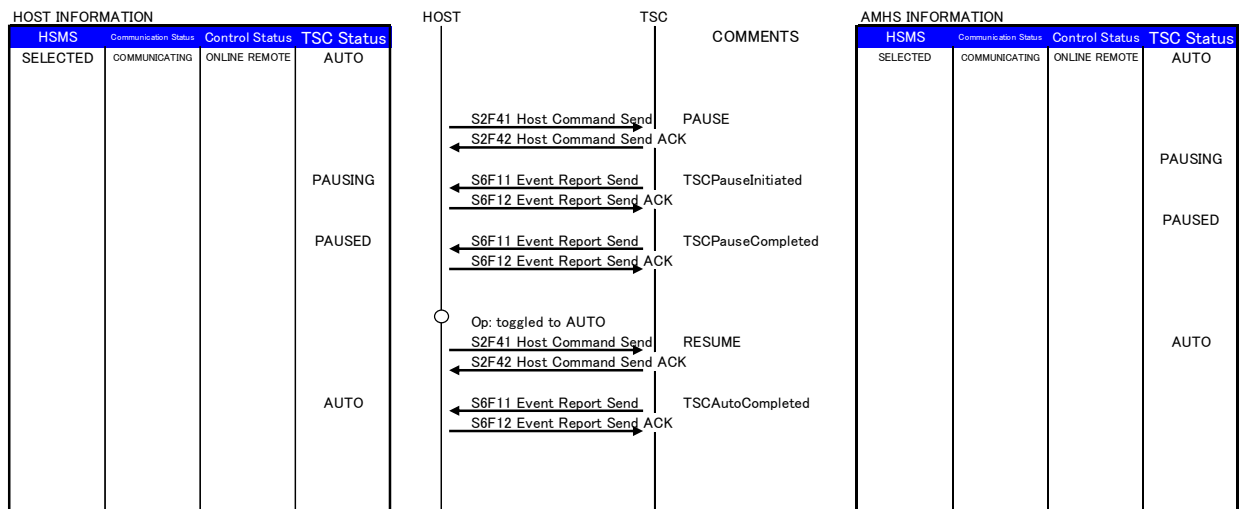 HOST INFORMATION HOST TSC AMHS INFORMATION
HSMS Communication Status Control Status TSC Status COMMENTS HSMS Communication Status Control Status TSC Status
SELECTED COMMUNICATING ONLINE REMOTE AUTO SELECTED COMMUNICATING ONLINE REMOTE AUTO
S2F41 Host Command Send PAUSE
S2F42 Host Command Send ACK
PAUSING
PAUSING S6F11 Event Report Send TSCPauseInitiated
S6F12 Event Report Send ACK
PAUSED
PAUSED S6F11 Event Report Send TSCPauseCompleted
S6F12 Event Report Send ACK
Op: toggled to AUTO
S2F41 Host Command Send RESUME AUTO
S2F42 Host Command Send ACK
AUTO S6F11 Event Report Send TSCAutoCompleted
S6F12 Event Report Send ACK